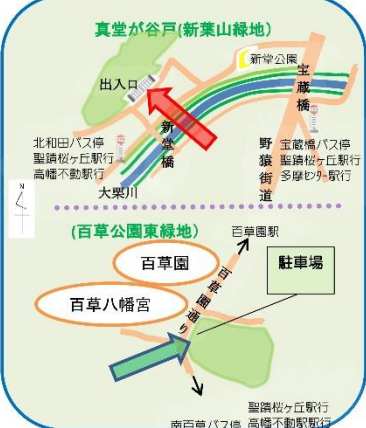 真堂が谷戸(新葉山緑地)
新堂公園
出入口
宝蔵橋
新堂橋
北和田バス停
聖蹟桜ヶ丘駅行
高幡不動駅行
大栗川
野猿街道
宝蔵橋バス停
聖蹟桜ヶ丘駅行
多摩センター駅行
N
(百草公園東緑地)
百草園駅
百草園
駐車場
百草園通り
百草八幡宮
聖蹟桜ヶ丘駅行
南百草バス停 高幡不動駅駅行